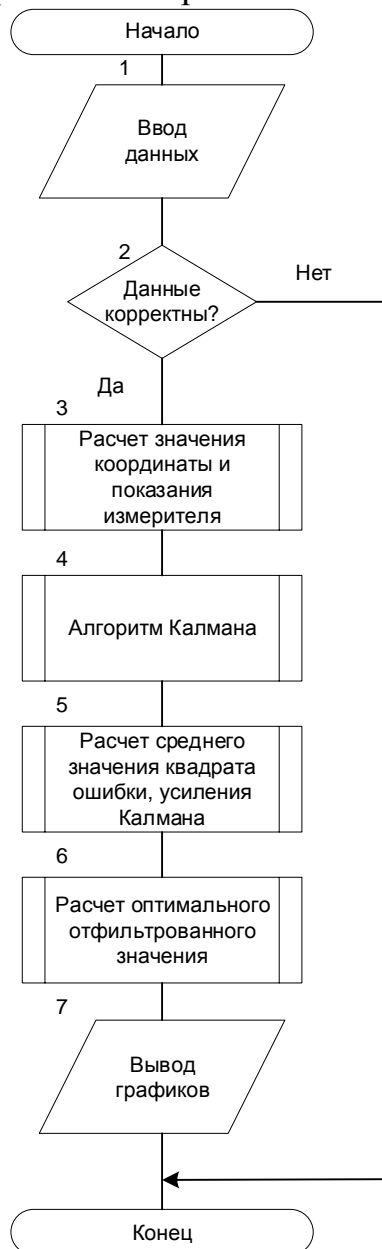 Начало
1
Ввод
данных
2
Данные
корректны?
Нет
Да
3
Расчет значения
координаты и
показания
измерителя
4
Алгоритм Калмана
5
Расчет среднего
значения квадрата
ошибки, усиления
Калмана
6
Расчет оптимального
отфильтрованного
значения
7
Вывод
графиков
Конец